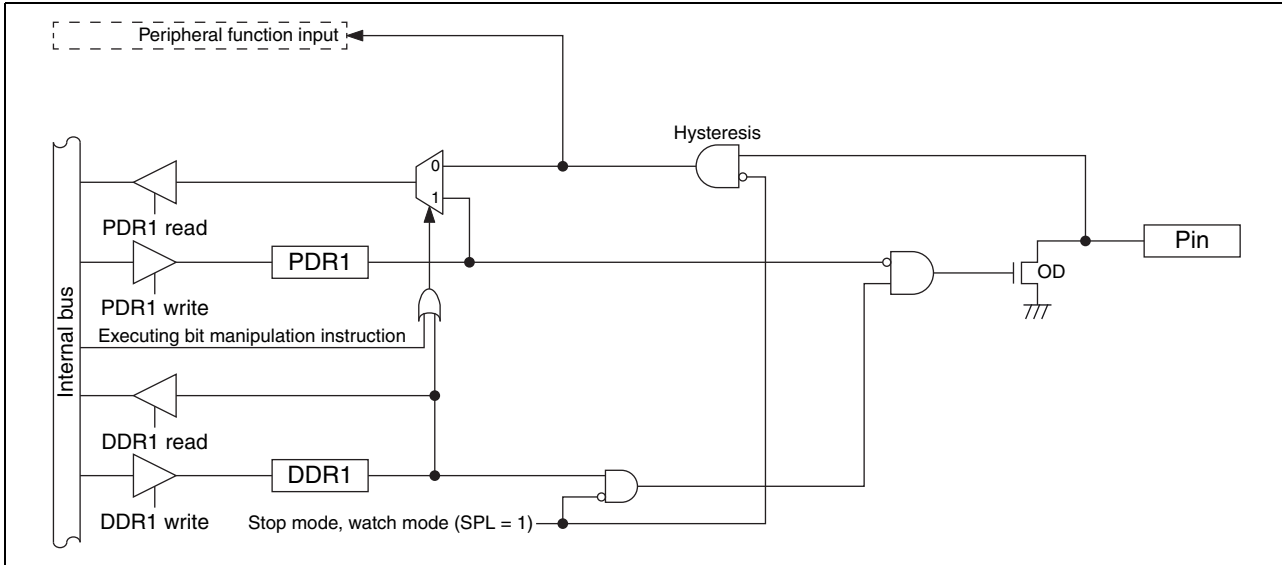 Peripheral function input
Hysteresis
0
1
PDR1 read
Pin
PDR1
OD
PDR1 write
Internal bus
Executing bit manipulation instruction
DDR1 read
DDR1
DDR1 write
Stop mode, watch mode (SPL = 1)